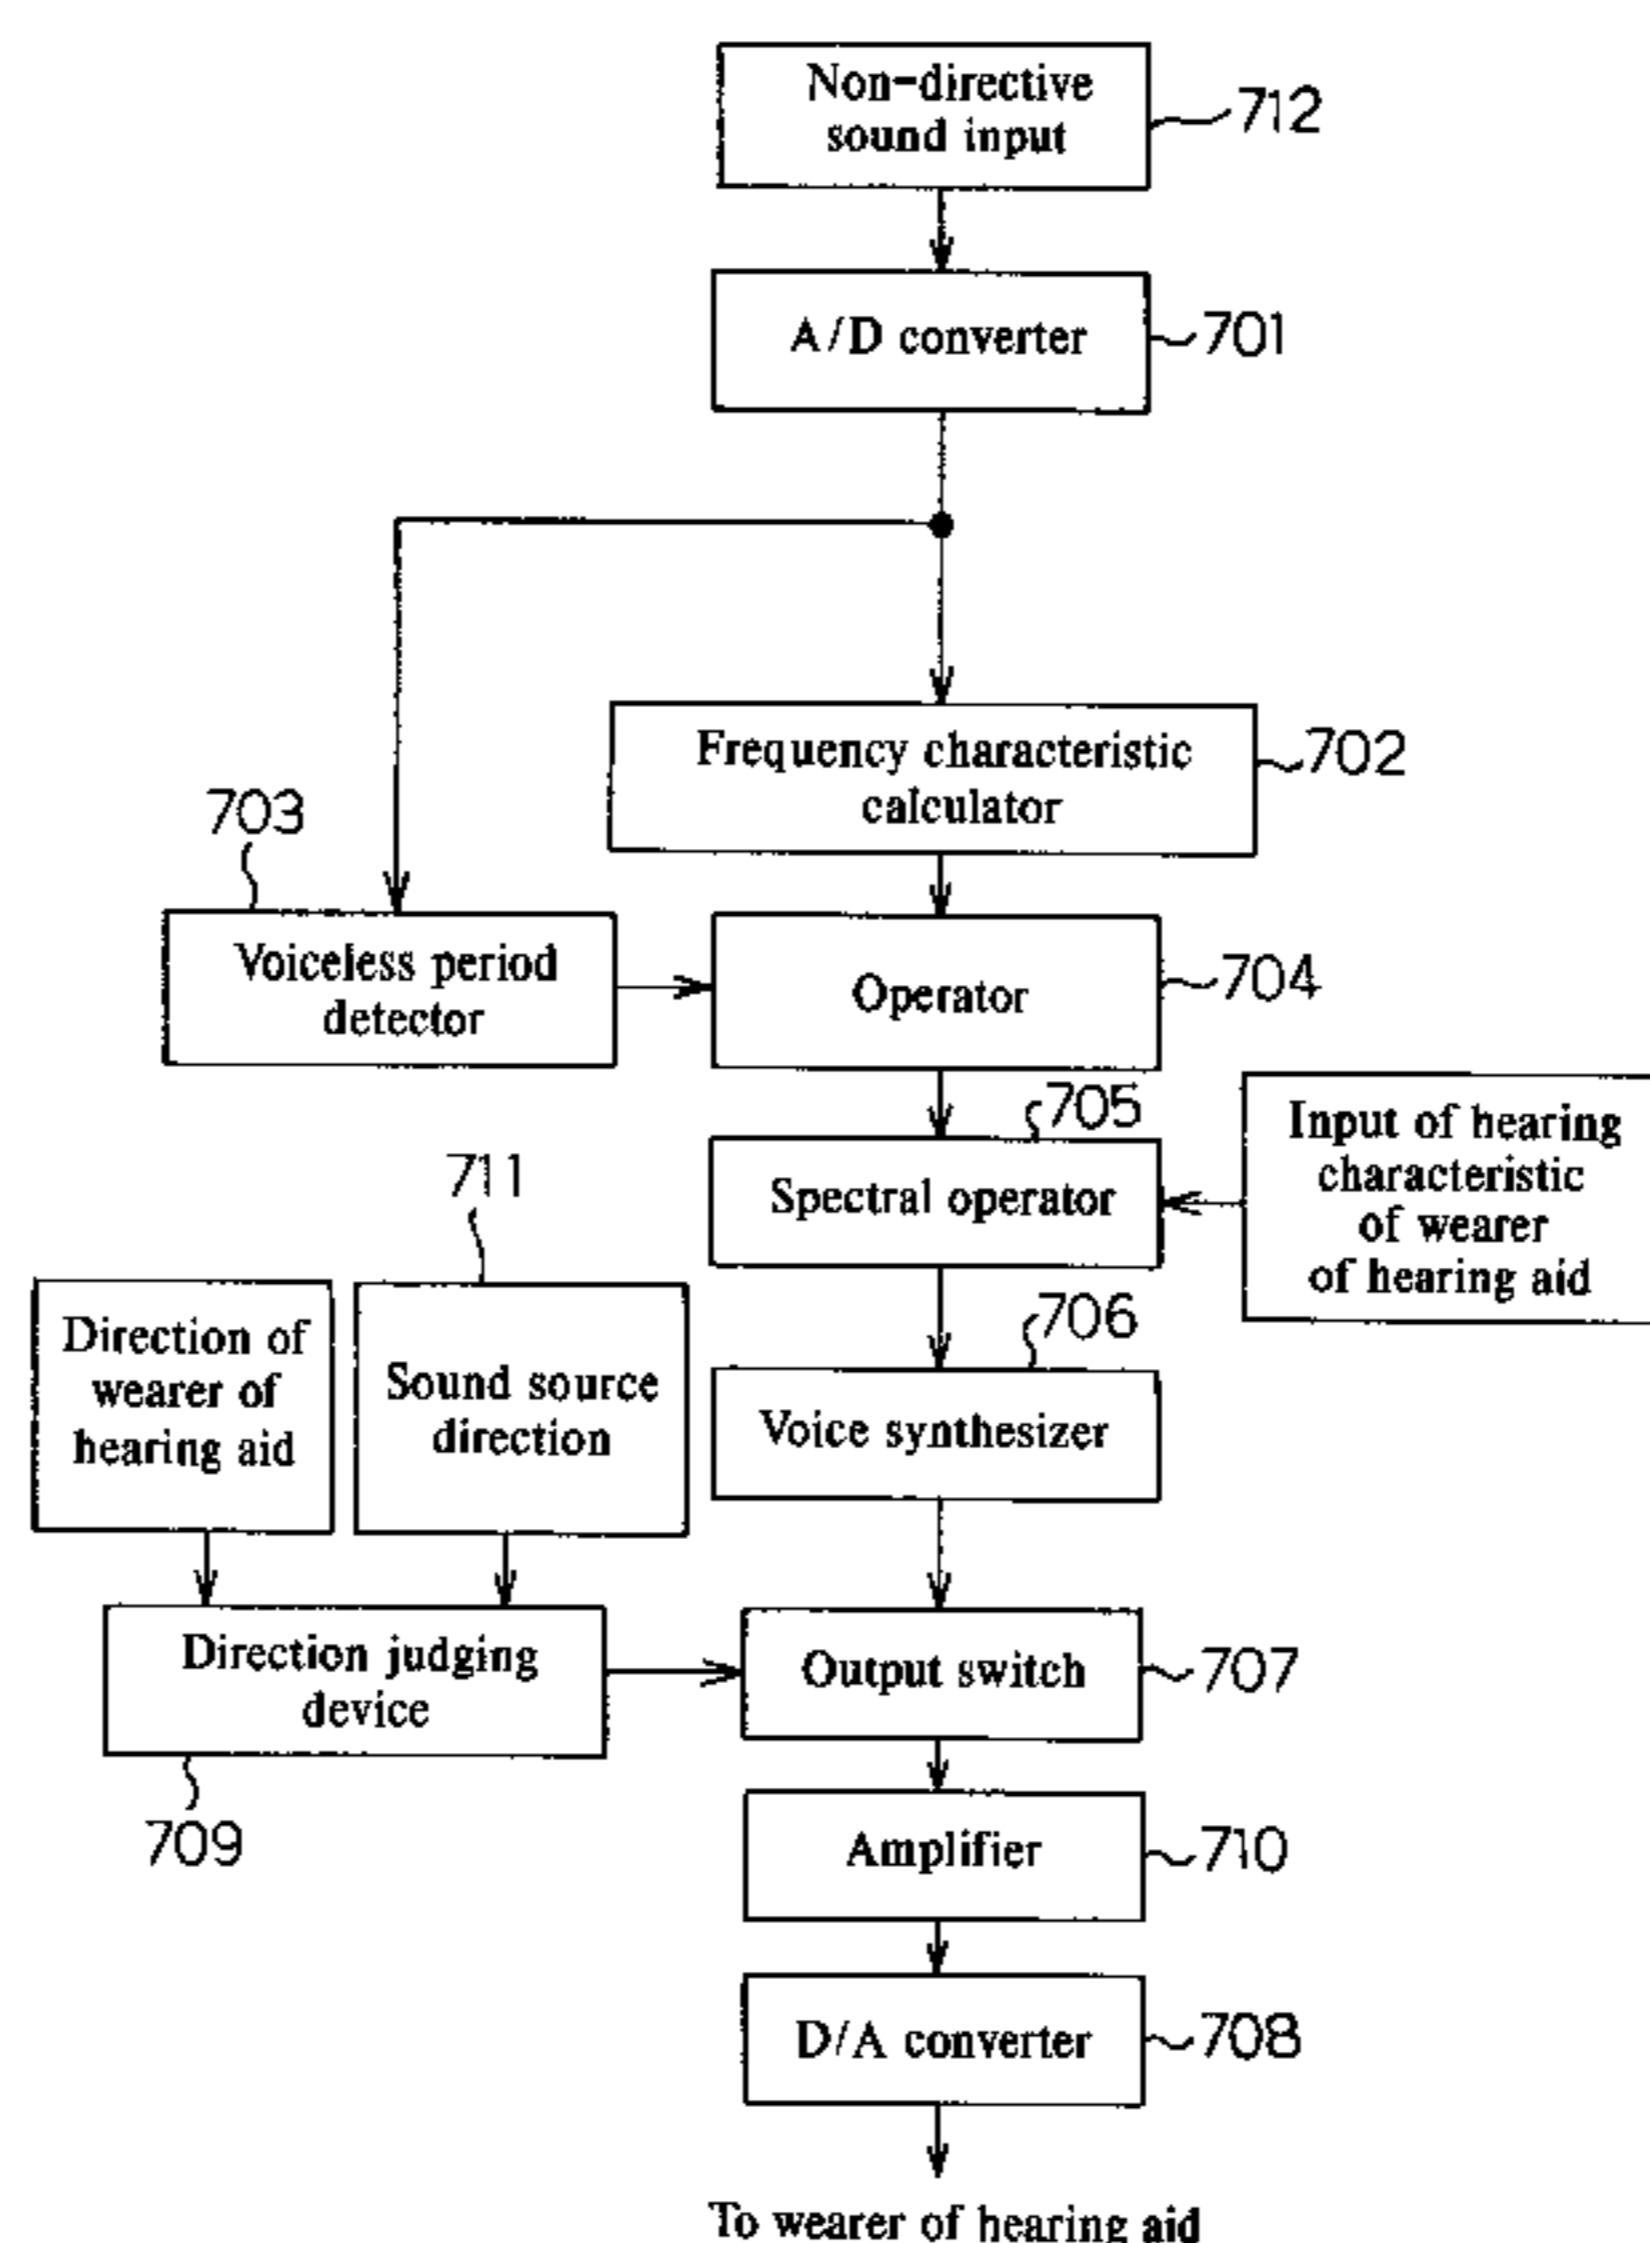 Non-directive
sound input
712
A/D converter
701
Frequency characteristic
calculator
702
703
Voiceless period
detector
Operator
704
705
Spectral operator
Input of hearing
characteristic
of wearer
of hearing aid
711
Direction of
wearer of
hearing aid
Sound source
direction
706
Voice synthesizer
Direction judging
device
709
Output switch
707
Amplifier
710
D/A converter
708
To wearer of hearing aid